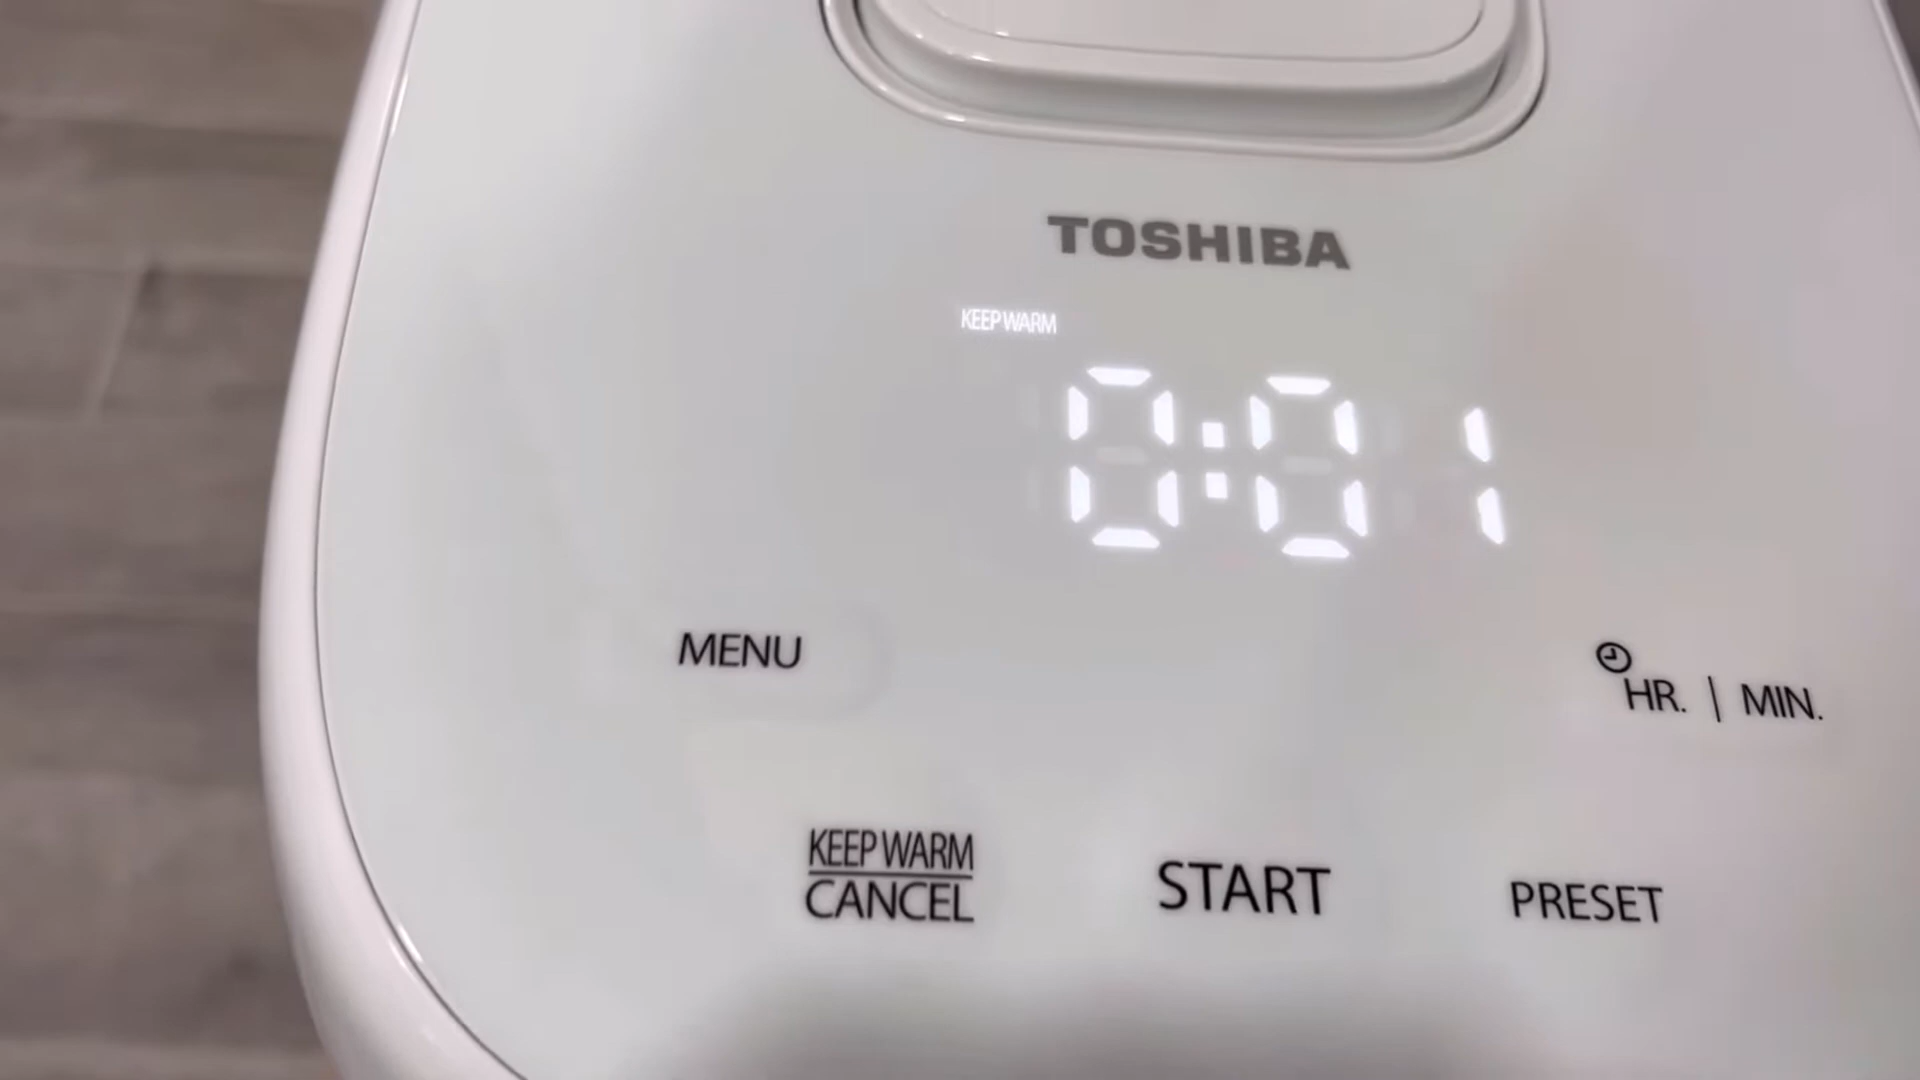 TOSHIBA
KEEP WARM
0:01
MENU
HR. | MIN.
KEEP WARM
CANCEL
START
PRESET